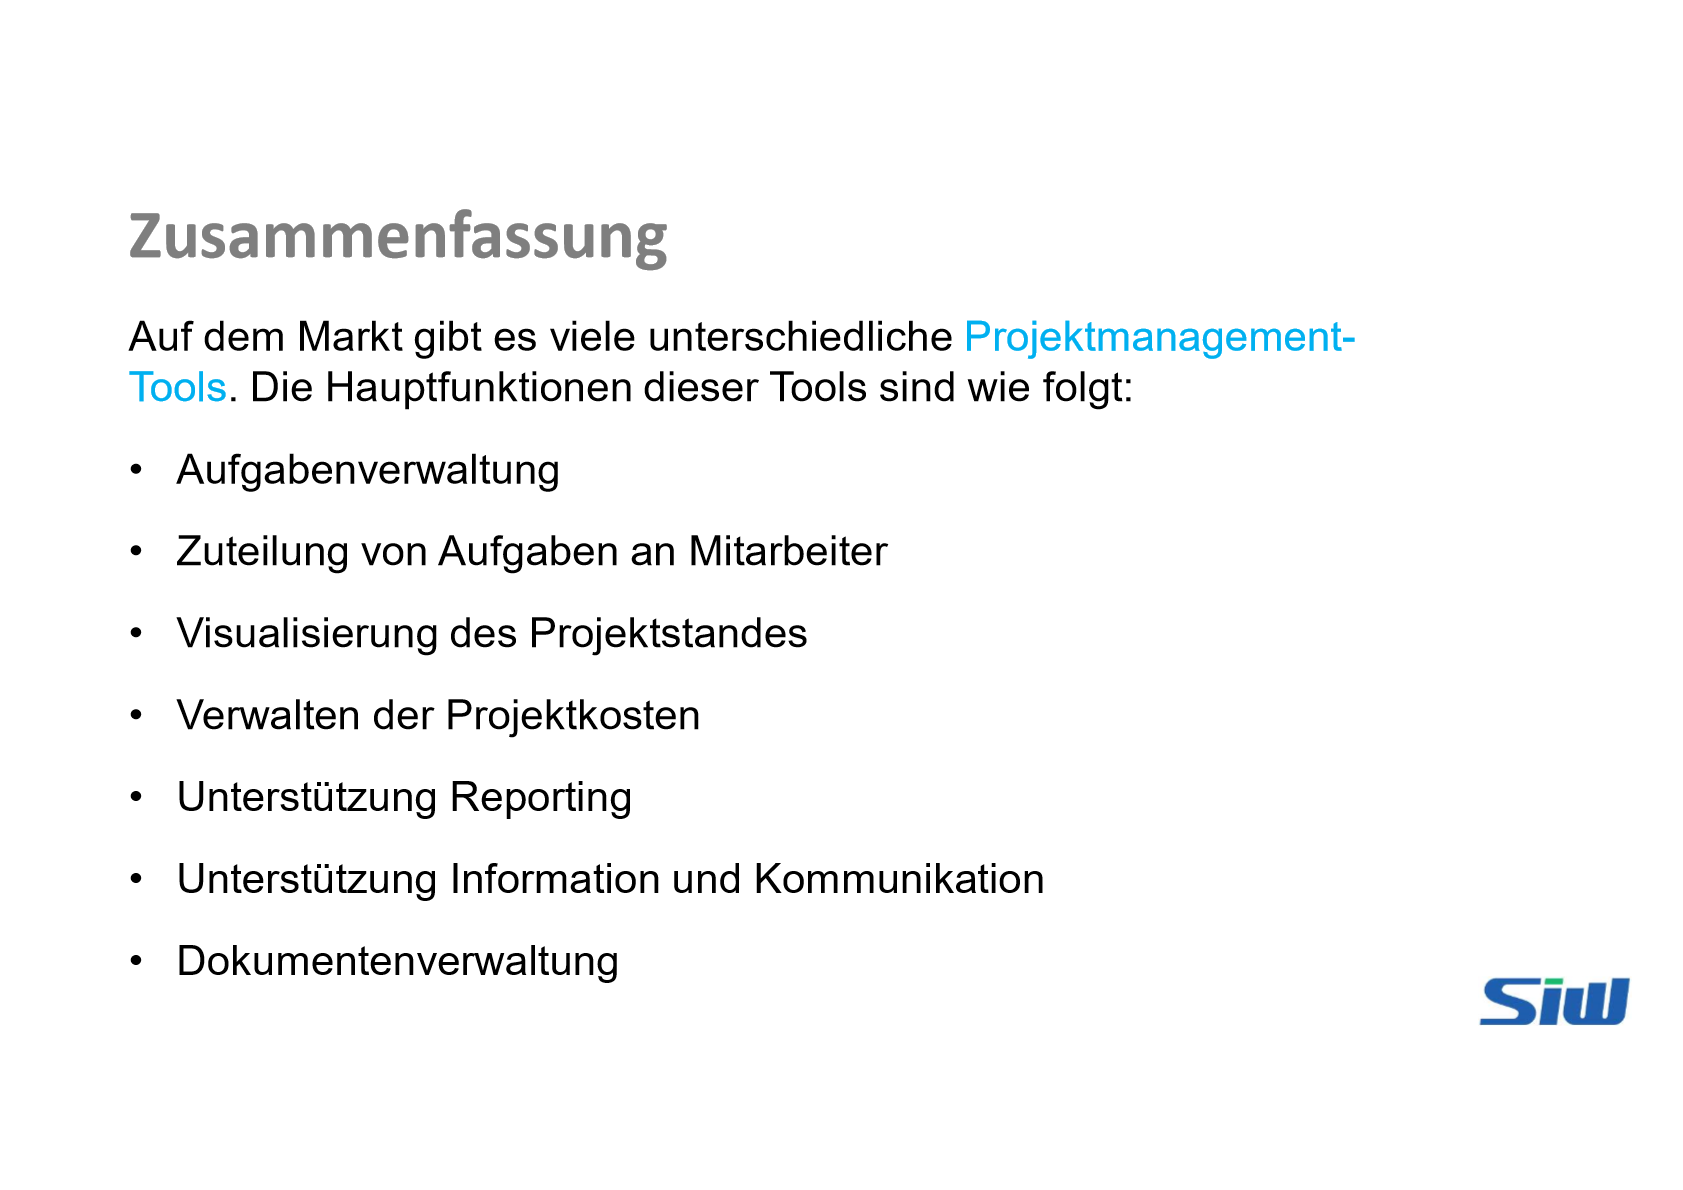 Zusammenfassung
Auf dem Markt gibt es viele unterschiedliche Projektmanagement-
Tools. Die Hauptfunktionen dieser Tools sind wie folgt:
• Aufgabenverwaltung
• Zuteilung von Aufgaben an Mitarbeiter
• Visualisierung des Projektstandes
• Verwalten der Projektkosten
• Unterstützung Reporting
• Unterstützung Information und Kommunikation
• Dokumentenverwaltung
Siw